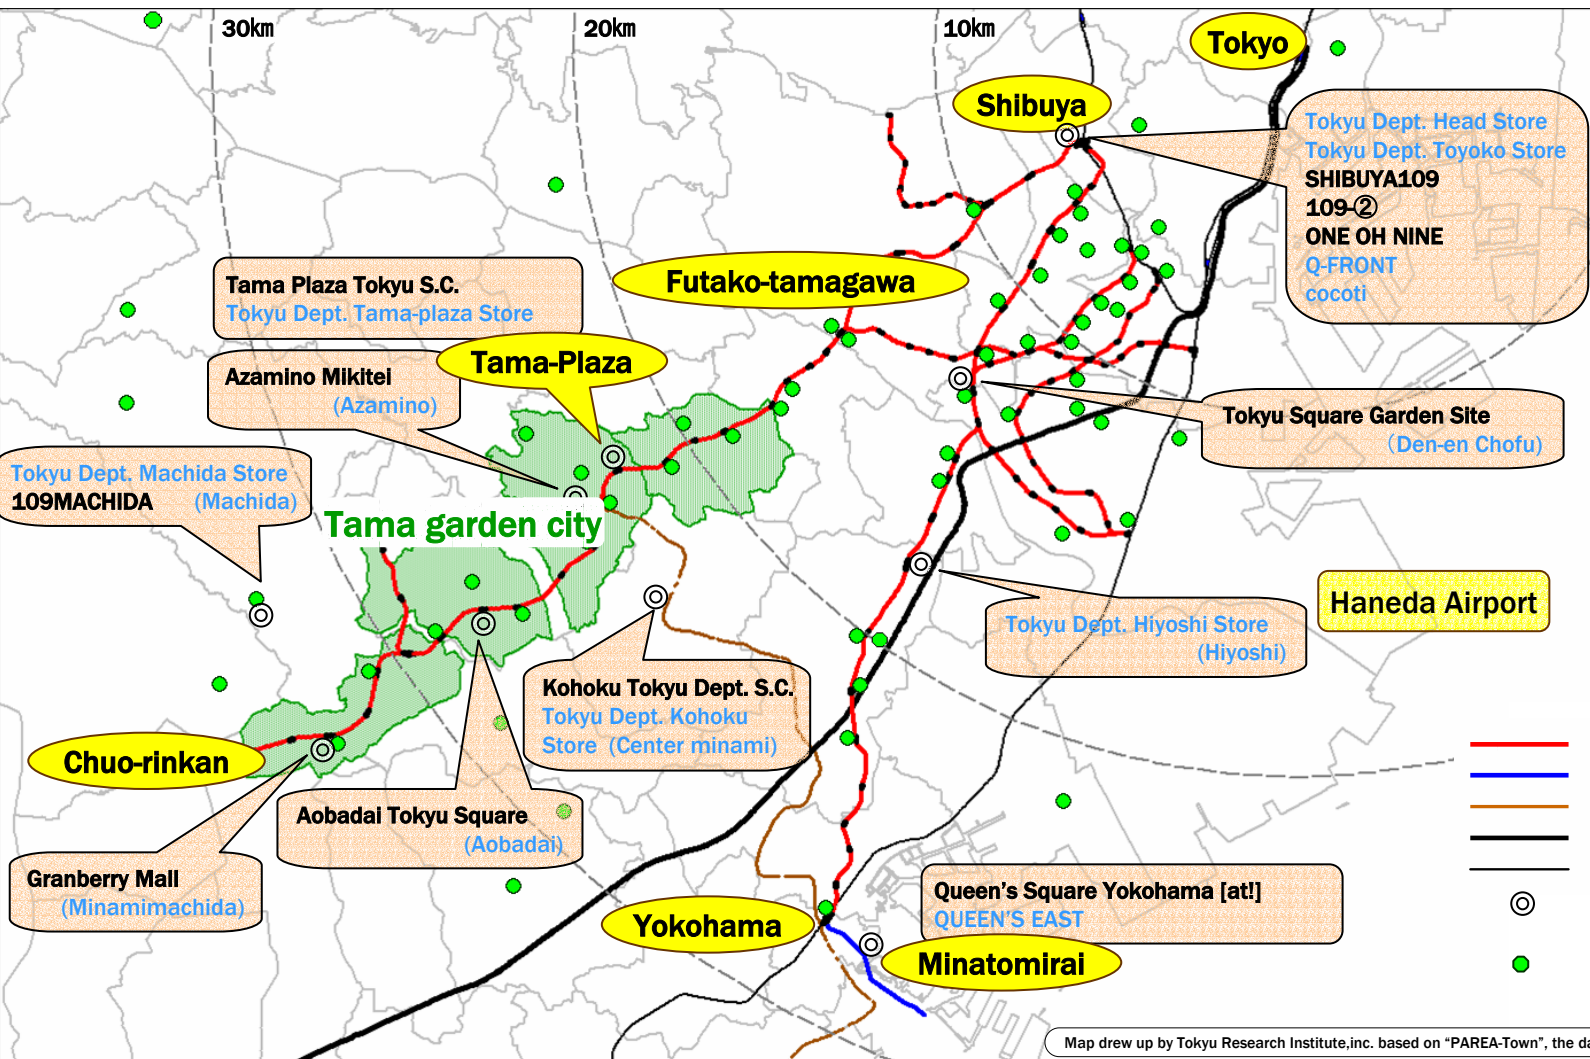 30km
20km
10km
Tokyo
Shibuya
Tokyu Dept. Head Store
Tokyu Dept. Toyoko Store
SHIBUYA109
109-②
ONE OH NINE
Q-FRONT
cocoti
Tama Plaza Tokyu S.C.
Tokyu Dept. Tama-plaza Store
Futako-tamagawa
Tama-Plaza
Azamino Mikitei
(Azamino)
Tokyu Square Garden Site
(Den-en Chofu)
Tokyu Dept. Machida Store
109MACHIDA (Machida)
Tama garden city
Haneda Airport
Tokyu Dept. Hiyoshi Store
(Hiyoshi)
Kohoku Tokyu Dept. S.C.
Tokyu Dept. Kohoku
Store (Center minami)
Chuo-rinkan
Aobadai Tokyu Square
(Aobadai)
Granberry Mall
(Minamimachida)
Queen's Square Yokohama [at!]
QUEEN'S EAST
Yokohama
Minatomirai
Map drew up by Tokyu Research Institute,inc. based on "PAREA-Town", the da